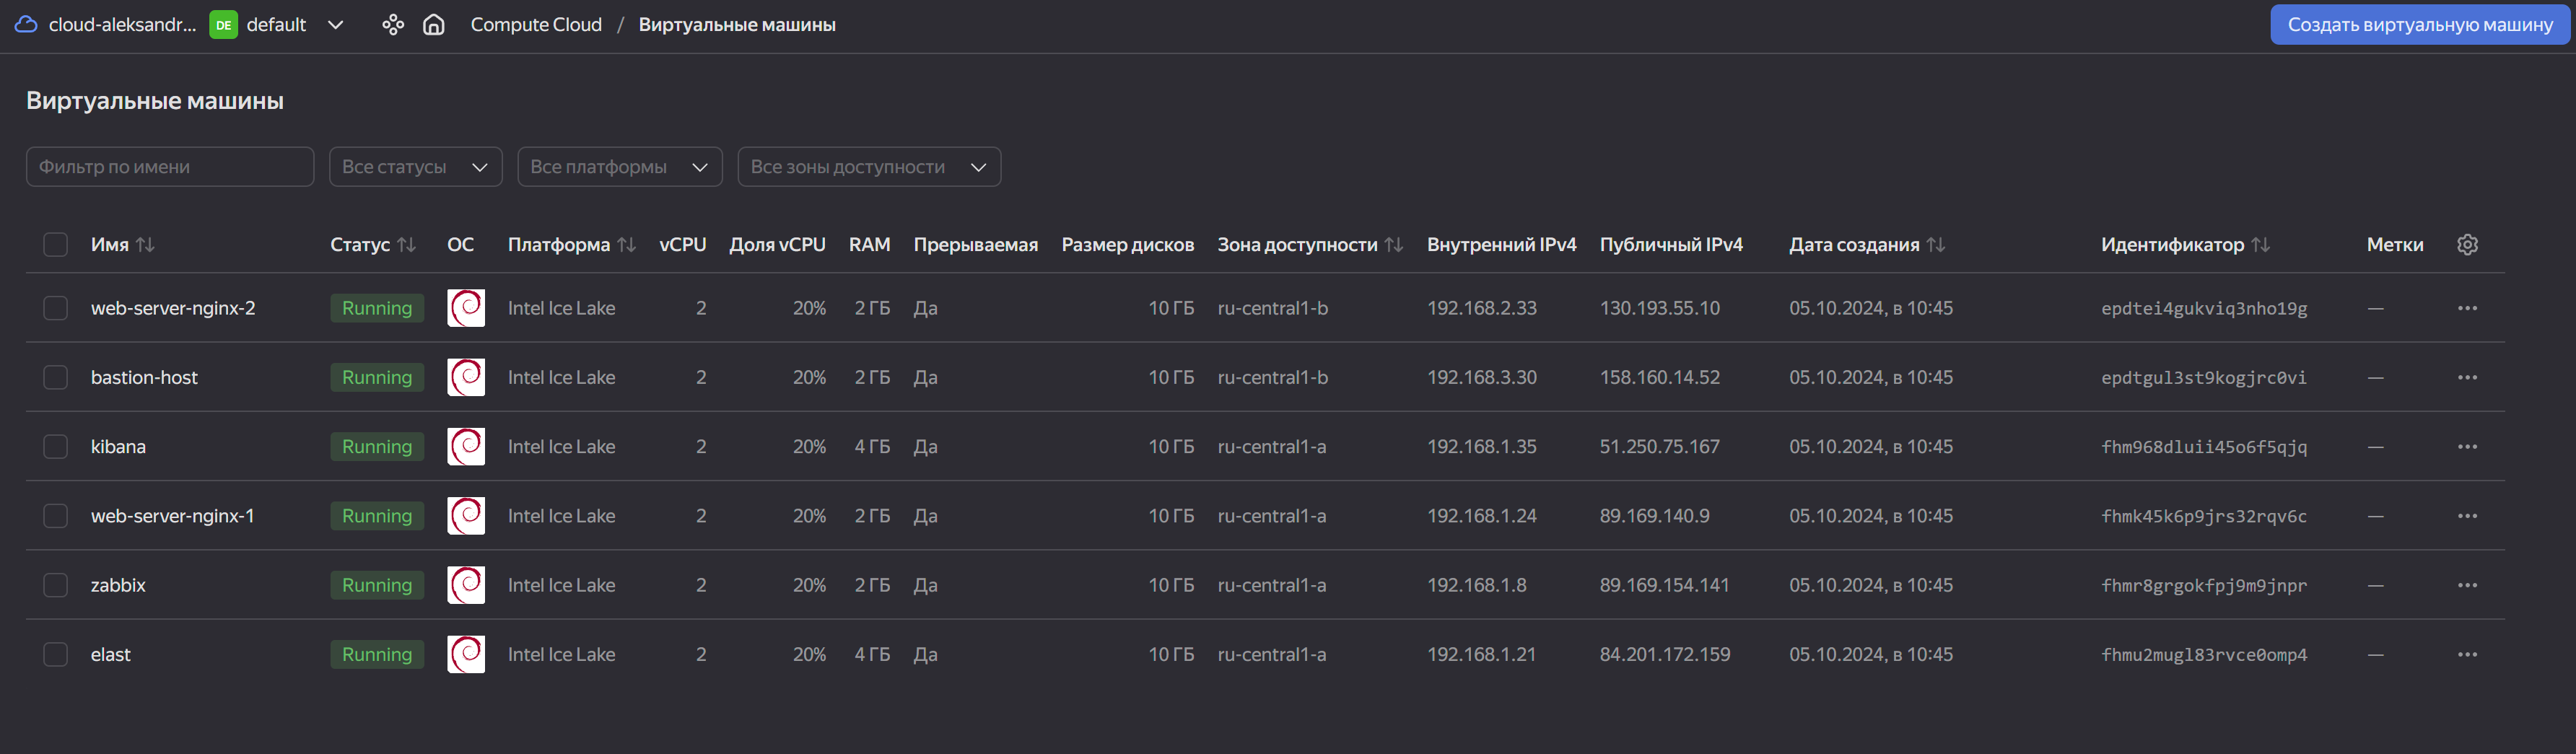 cloud-aleksandr... DE default Compute Cloud / Виртуальные машины Создать виртуальную машину
Виртуальные машины
Фильтр по имени Все статусы Все платформы Все зоны доступности
Имя Статус ОС Платформа vCPU Доля vCPU RAM Прерываемая Размер дисков Зона доступности Внутренний IPv4 Публичный IPv4 Дата создания Идентификатор Метки
web-server-nginx-2 Running Intel Ice Lake 2 20% 2 ГБ Да 10 ГБ ru-central1-b 192.168.2.33 130.193.55.10 05.10.2024, в 10:45 epdtei4gukviq3nho19g —
bastion-host Running Intel Ice Lake 2 20% 2 ГБ Да 10 ГБ ru-central1-b 192.168.3.30 158.160.14.52 05.10.2024, в 10:45 epdtgul3st9kogjrc0vi —
kibana Running Intel Ice Lake 2 20% 4 ГБ Да 10 ГБ ru-central1-a 192.168.1.35 51.250.75.167 05.10.2024, в 10:45 fhm968dluii45o6f5qjq —
web-server-nginx-1 Running Intel Ice Lake 2 20% 2 ГБ Да 10 ГБ ru-central1-a 192.168.1.24 89.169.140.9 05.10.2024, в 10:45 fhmk45k6p9jrs32rqv6c —
zabbix Running Intel Ice Lake 2 20% 2 ГБ Да 10 ГБ ru-central1-a 192.168.1.8 89.169.154.141 05.10.2024, в 10:45 fhmr8grgokfpj9m9jnpr —
elast Running Intel Ice Lake 2 20% 4 ГБ Да 10 ГБ ru-central1-a 192.168.1.21 84.201.172.159 05.10.2024, в 10:45 fhmu2mugl83rvce0omp4 —